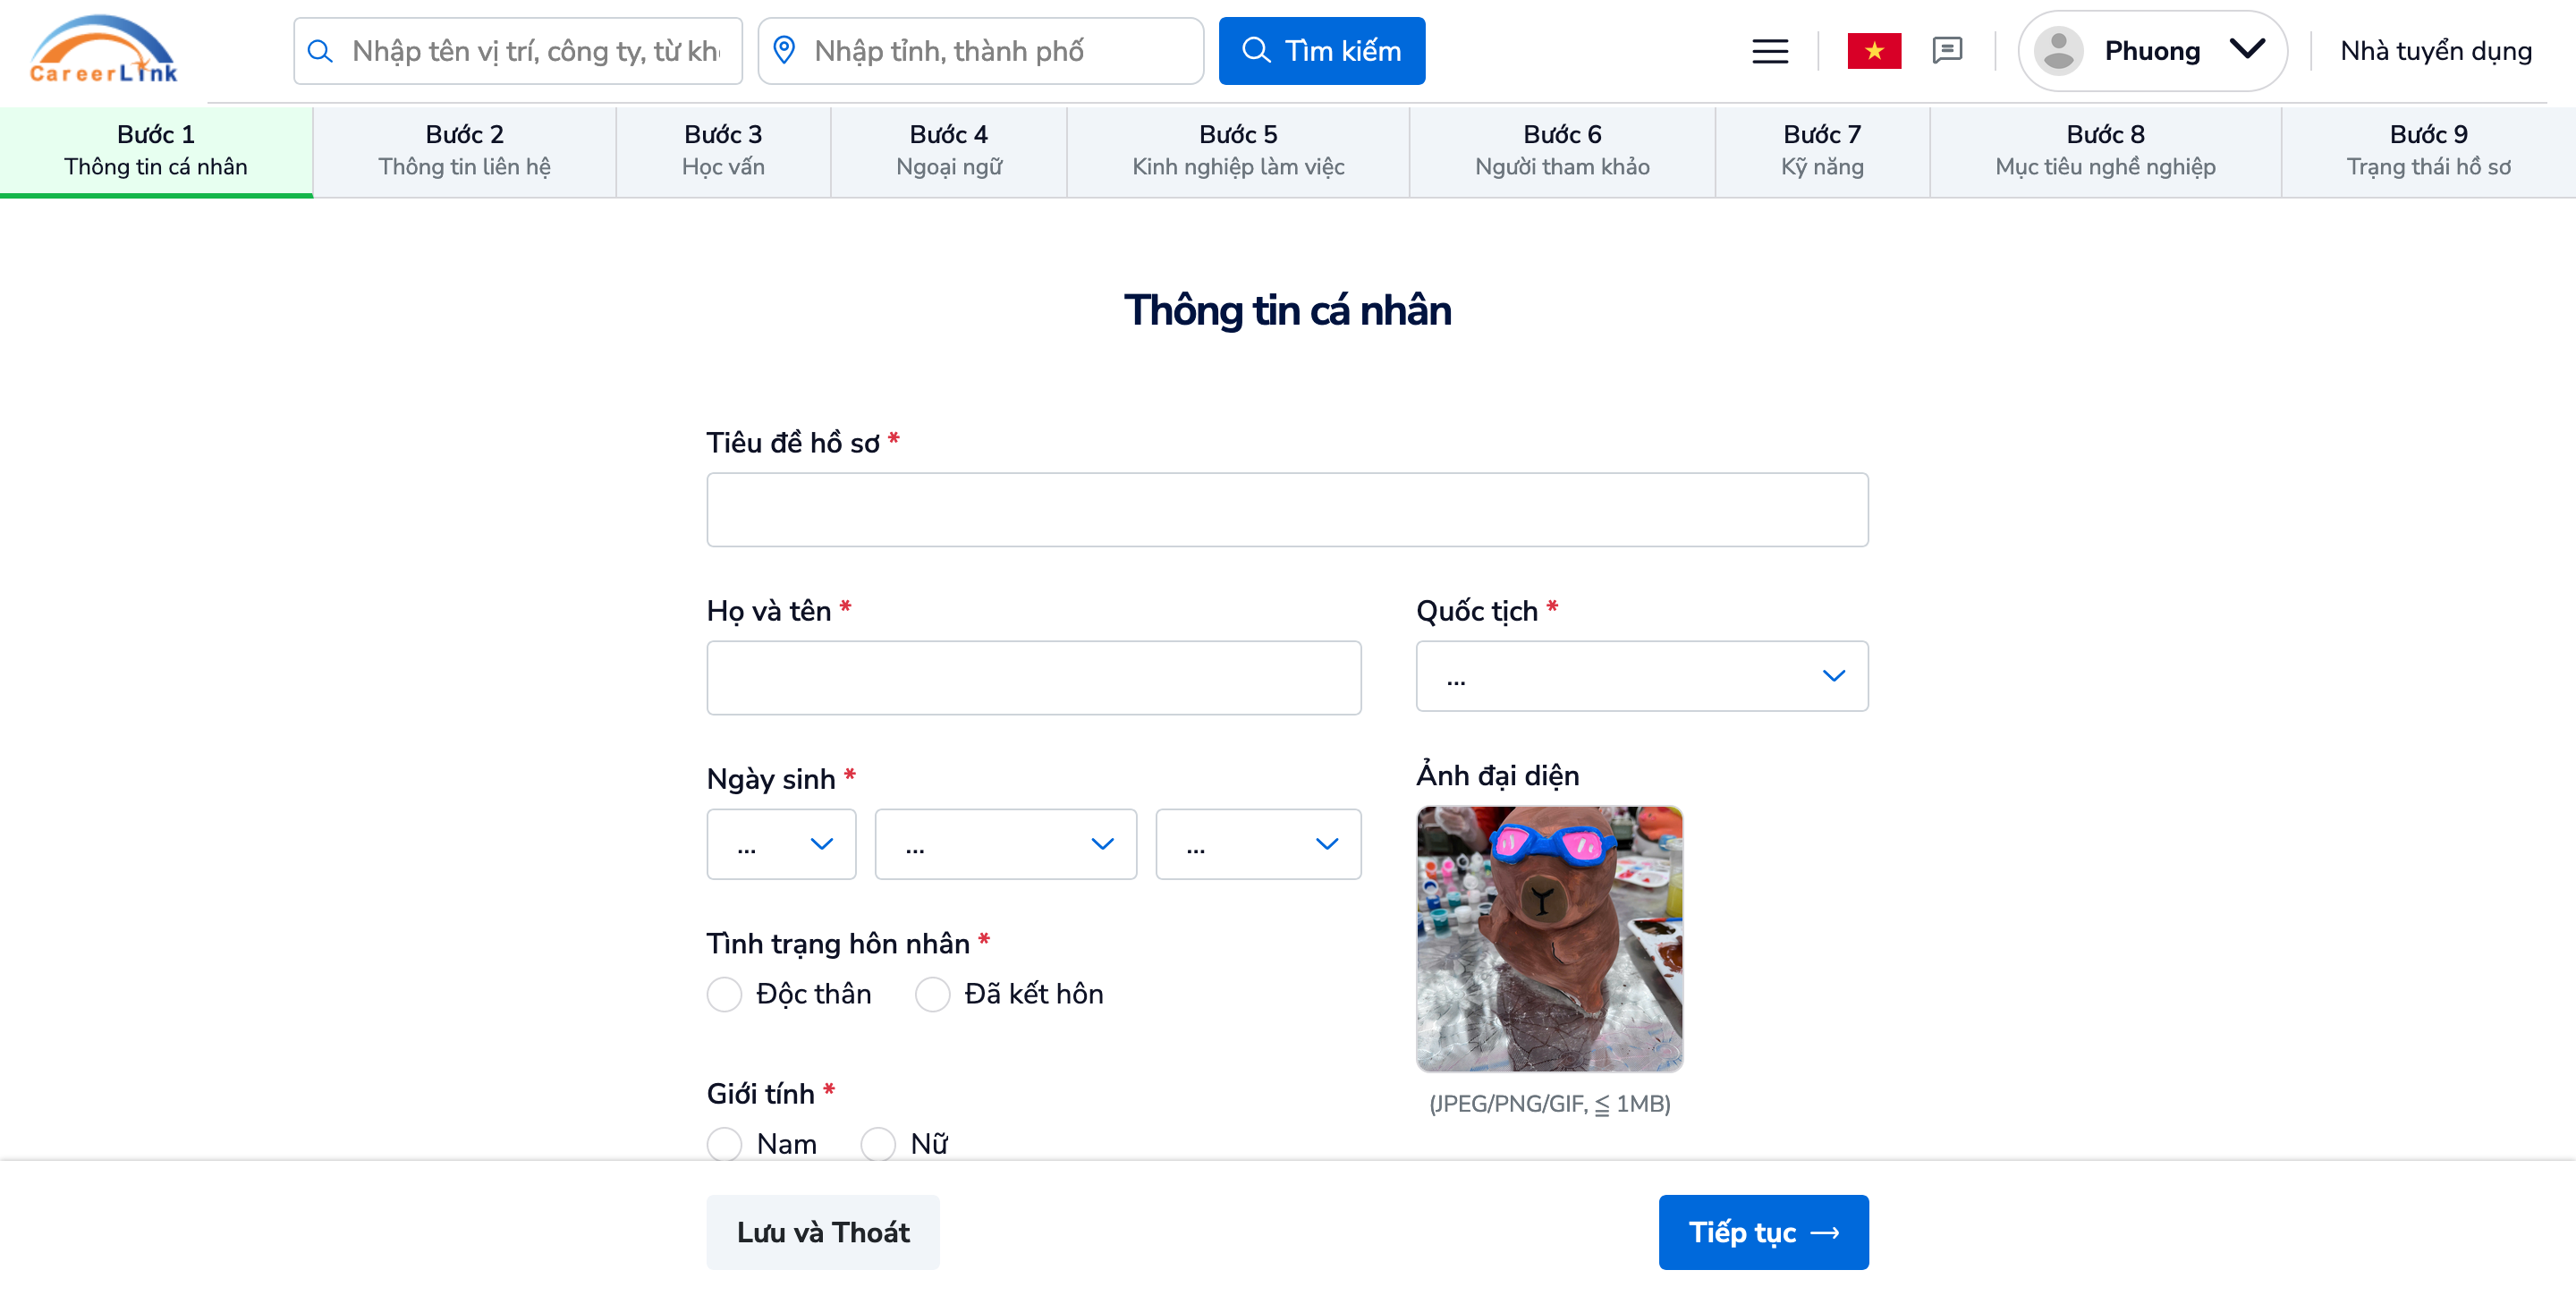 CareerLink
Nhập tên vị trí, công ty, từ kh
Nhập tỉnh, thành phố
Tìm kiếm
Phuong
Nhà tuyển dụng
Bước 1
Thông tin cá nhân
Bước 2
Thông tin liên hệ
Bước 3
Học vấn
Bước 4
Ngoại ngữ
Bước 5
Kinh nghiệp làm việc
Bước 6
Người tham khảo
Bước 7
Kỹ năng
Bước 8
Mục tiêu nghề nghiệp
Bước 9
Trạng thái hồ sơ
Thông tin cá nhân
Tiêu đề hồ sơ *
Họ và tên *
Quốc tịch *
...
Ngày sinh *
... ... ...
Ảnh đại diện
Tình trạng hôn nhân *
Độc thân Đã kết hôn
(JPEG/PNG/GIF, ≦ 1MB)
Giới tính *
Nam Nữ
Lưu và Thoát
Tiếp tục →